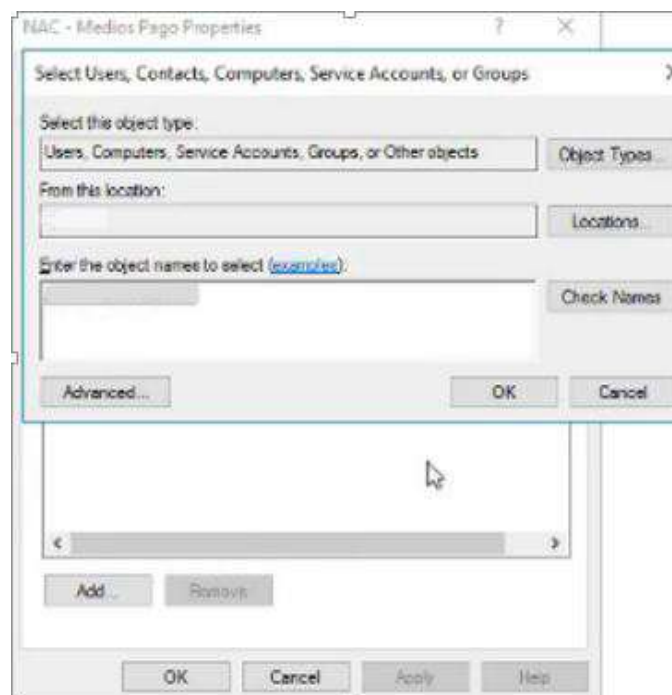 NAC - Medios Pago Properties ?
Select Users, Contacts, Computers, Service Accounts, or Groups
Select this object type:
Users, Computers, Service Accounts, Groups, or Other objects Object Types...
From this location:
Locations...
Enter the object names to select (examples):
Check Names
Advanced... OK Cancel
Add... Remove
OK Cancel Apply Help